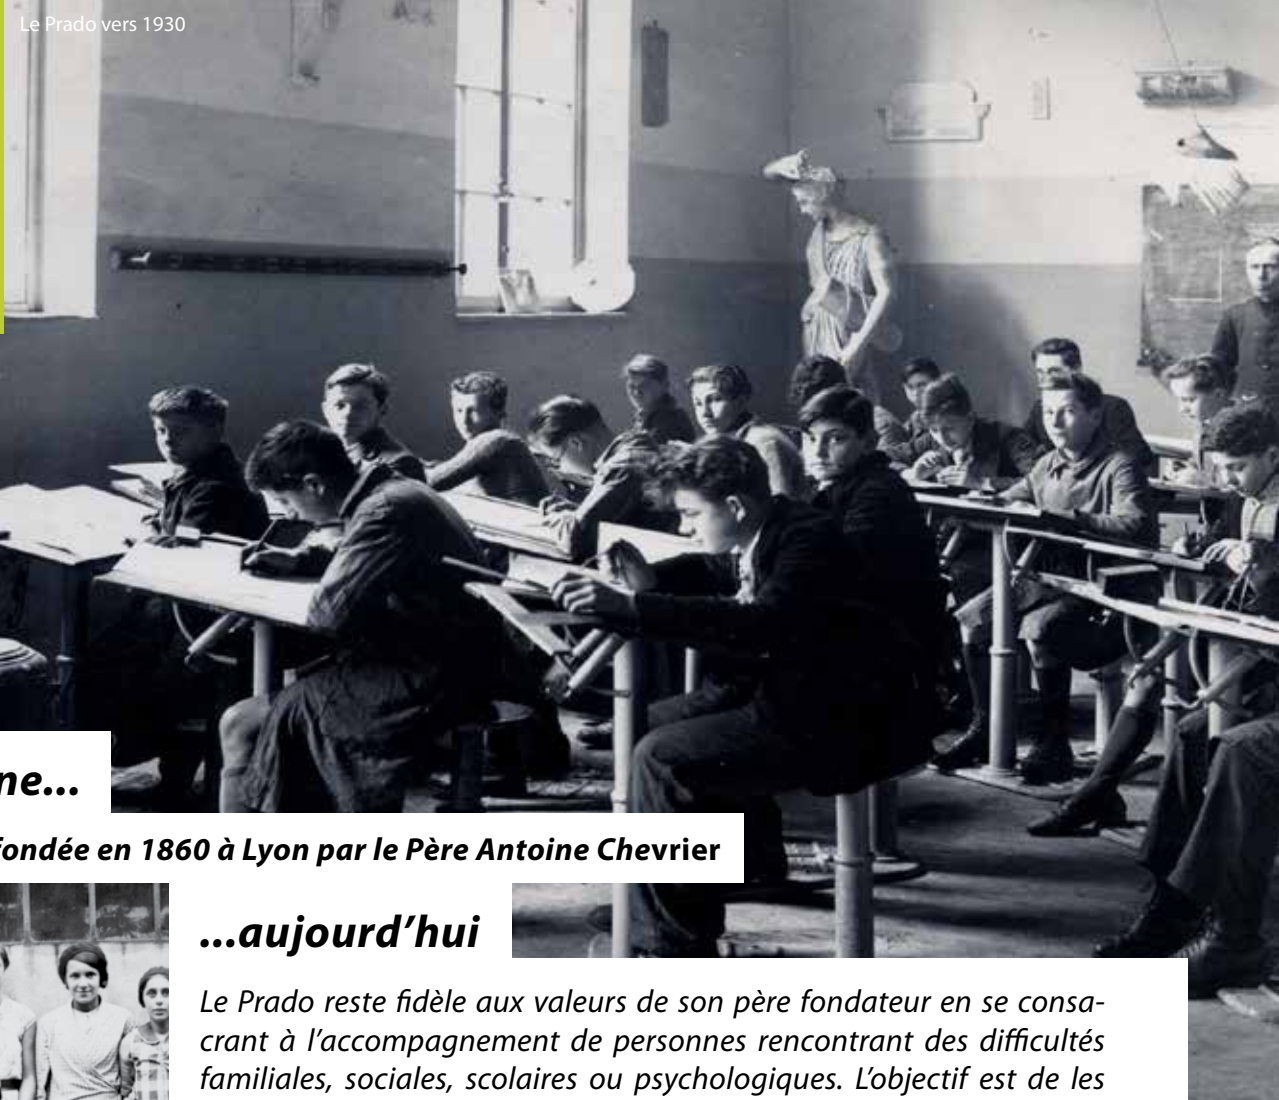 Le Prado vers 1930
ne...
fondée en 1860 à Lyon par le Père Antoine Chevrier
...aujourd’hui
Le Prado reste fidèle aux valeurs de son père fondateur en se consa-
crant à l’accompagnement de personnes rencontrant des difficultés
familiales, sociales, scolaires ou psychologiques. L’objectif est de les